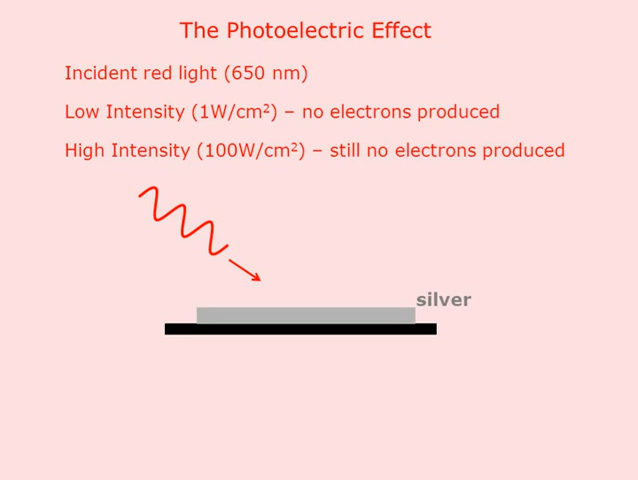 The Photoelectric Effect
Incident red light (650 nm)
Low Intensity (1W/cm²) – no electrons produced
High Intensity (100W/cm²) – still no electrons produced
silver